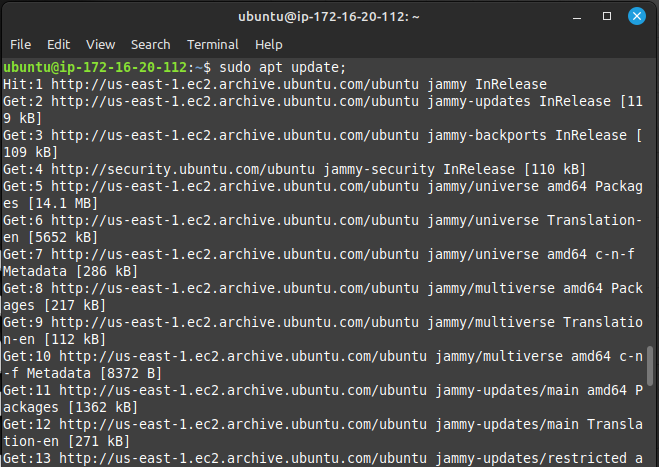 ubuntu@ip-172-16-20-112: ~
File Edit View Search Terminal Help
ubuntu@ip-172-16-20-112:~$ sudo apt update;
Hit:1 http://us-east-1.ec2.archive.ubuntu.com/ubuntu jammy InRelease
Get:2 http://us-east-1.ec2.archive.ubuntu.com/ubuntu jammy-updates InRelease [11
9 kB]
Get:3 http://us-east-1.ec2.archive.ubuntu.com/ubuntu jammy-backports InRelease [
109 kB]
Get:4 http://security.ubuntu.com/ubuntu jammy-security InRelease [110 kB]
Get:5 http://us-east-1.ec2.archive.ubuntu.com/ubuntu jammy/universe amd64 Packag
es [14.1 MB]
Get:6 http://us-east-1.ec2.archive.ubuntu.com/ubuntu jammy/universe Translation-
en [5652 kB]
Get:7 http://us-east-1.ec2.archive.ubuntu.com/ubuntu jammy/universe amd64 c-n-f
Metadata [286 kB]
Get:8 http://us-east-1.ec2.archive.ubuntu.com/ubuntu jammy/multiverse amd64 Pack
ages [217 kB]
Get:9 http://us-east-1.ec2.archive.ubuntu.com/ubuntu jammy/multiverse Translatio
n-en [112 kB]
Get:10 http://us-east-1.ec2.archive.ubuntu.com/ubuntu jammy/multiverse amd64 c-n
-f Metadata [8372 B]
Get:11 http://us-east-1.ec2.archive.ubuntu.com/ubuntu jammy-updates/main amd64 P
ackages [1362 kB]
Get:12 http://us-east-1.ec2.archive.ubuntu.com/ubuntu jammy-updates/main Transla
tion-en [271 kB]
Get:13 http://us-east-1.ec2.archive.ubuntu.com/ubuntu jammy-updates/restricted a